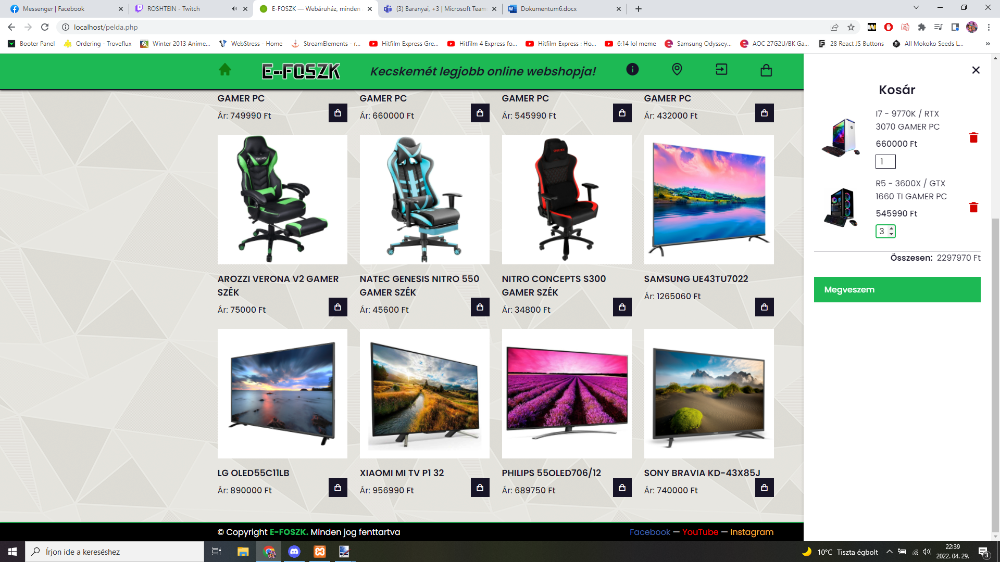 Messenger | Facebook
ROSHTEIN - Twitch
E-FOSZK — Webáruház, minden
(3) Baranyai, +3 | Microsoft Team
Dokumentum6.docx
localhost/pelda.php
Booter Panel
Ordering - Troveflux
Winter 2013 Anime...
WebStress - Home
StreamElements - r...
Hitfilm Express Gre...
Hitfilm 4 Express fo...
Hitfilm Express : Ho...
6:14 lol meme
Samsung Odyssey...
AOC 27G2U/BK Ga...
28 React JS Buttons
All Mokoko Seeds L...
E-FOSZK
Kecskemét legjobb online webshopja!
GAMER PC
Ár: 749990 Ft
GAMER PC
Ár: 660000 Ft
GAMER PC
Ár: 545990 Ft
GAMER PC
Ár: 432000 Ft
AROZZI VERONA V2 GAMER
SZÉK
Ár: 75000 Ft
NATEC GENESIS NITRO 550
GAMER SZÉK
Ár: 45600 Ft
NITRO CONCEPTS S300
GAMER SZÉK
Ár: 34800 Ft
SAMSUNG UE43TU7022
Ár: 1265060 Ft
LG OLED55C11LB
Ár: 890000 Ft
XIAOMI MI TV P1 32
Ár: 956990 Ft
PHILIPS 55OLED706/12
Ár: 689750 Ft
SONY BRAVIA KD-43X85J
Ár: 740000 Ft
Kosár
I7 - 9770K / RTX
3070 GAMER PC
660000 Ft
1
R5 - 3600X / GTX
1660 TI GAMER PC
545990 Ft
3
Összesen: 2297970 Ft
Megveszem
© Copyright E-FOSZK. Minden jog fenttartva
Facebook — YouTube — Instagram
Írjon ide a kereséshez
10°C Tiszta égbolt
22:39
2022. 04. 29.
3